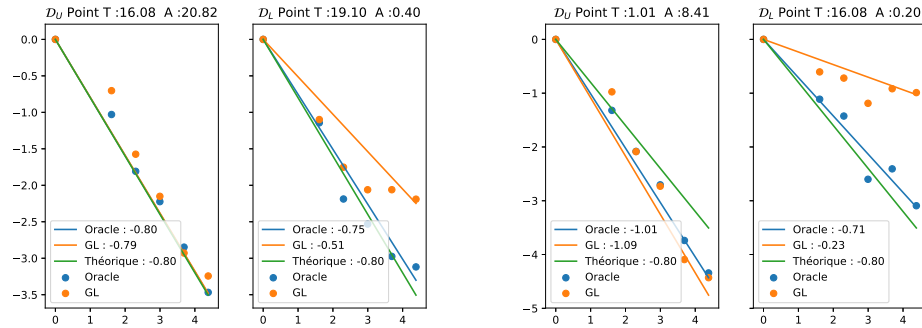 𝒟_U Point T :16.08 A :20.82
0.0
−0.5
−1.0
−1.5
−2.0
−2.5
−3.0
−3.5
Oracle : -0.80
GL : -0.79
Théorique : -0.80
Oracle
GL
0 1 2 3 4
𝒟_L Point T :19.10 A :0.40
Oracle : -0.75
GL : -0.51
Théorique : -0.80
Oracle
GL
0 1 2 3 4
𝒟_U Point T :1.01 A :8.41
0
−1
−2
−3
−4
−5
Oracle : -1.01
GL : -1.09
Théorique : -0.80
Oracle
GL
0 1 2 3 4
𝒟_L Point T :16.08 A :0.20
Oracle : -0.71
GL : -0.23
Théorique : -0.80
Oracle
GL
0 1 2 3 4